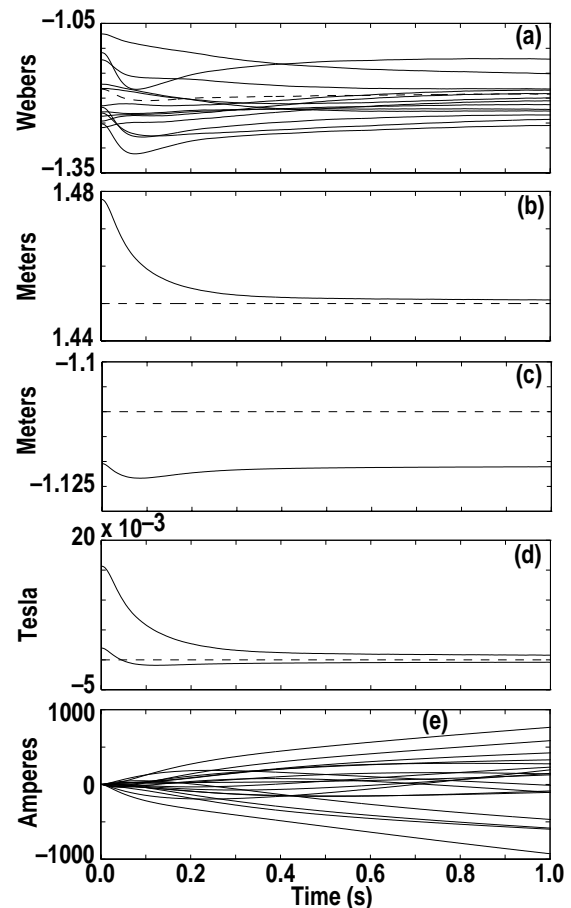 −1.05
(a)
Webers
−1.35
1.48
(b)
Meters
1.44
−1.1
(c)
Meters
−1.125
20 x 10−3
(d)
Tesla
−5
1000
(e)
Amperes
0
−1000
0.0 0.2 0.4 0.6 0.8 1.0
Time (s)